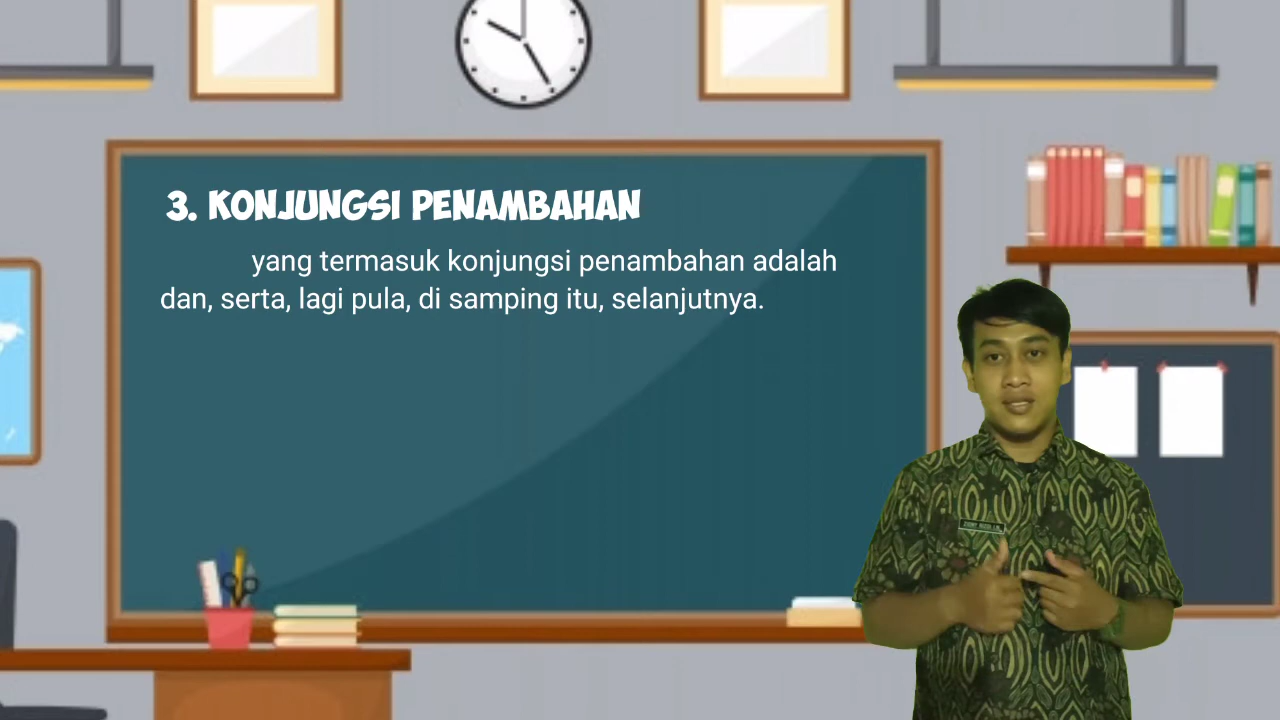 3. KONJUNGSI PENAMBAHAN
yang termasuk konjungsi penambahan adalah
dan, serta, lagi pula, di samping itu, selanjutnya.